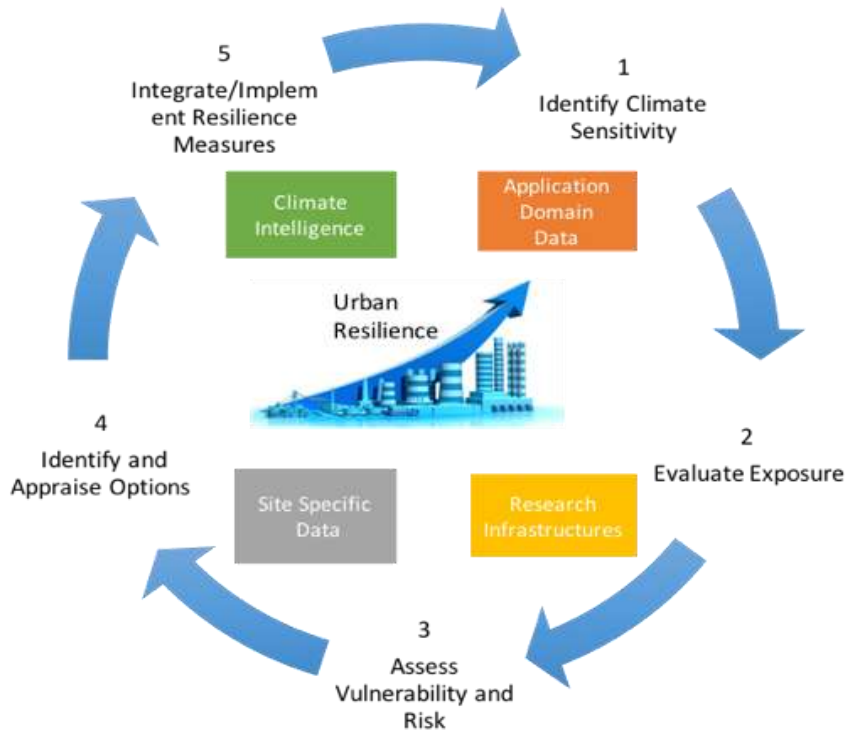 5
Integrate/Implem
ent Resilience
Measures
1
Identify Climate
Sensitivity
Climate
Intelligence
Application
Domain
Data
Urban
Resilience
4
Identify and
Appraise Options
2
Evaluate Exposure
Site Specific
Data
Research
Infrastructures
3
Assess
Vulnerability and
Risk